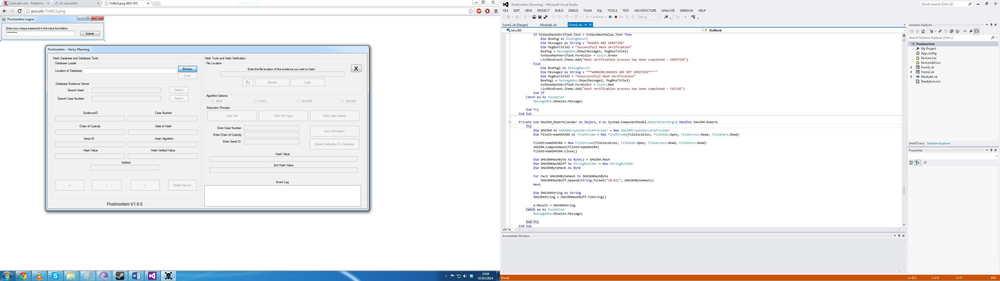 LiveLeak.com - Redefining
all subreddits
7mKL5.png (403×97)
puu.sh/7mKL5.png
ABP
Postmortem Logon
Enter your unique password in the input box below:
**********
Submit
Postmortem - Henry Manning
Hash Database and Database Tools
Database Loader
Location of Database:
Browse
Load
Database Evidence Viewer
Search Hash:
Search
Search Case Number:
Search
EvidenceID
Case Number
Chain of Custody
Date of Hash
Serial ID
Hash Algorithm
Hash Value
Hash Verified Value
Verified
<<
<
>
Delete Record
Postmortem V1.6.0
Hash Tools and Hash Verification
File Location
X
Enter the file location of the evidence you wish to hash -
Browse
Load
Algorithm Options
MD5
SHA1
SHA256
SHA384
Execution Process
Hash File
Hash File Again
Verify Hash Values
Enter Case Number:
Enter Chain of Custody:
Enter Serial ID:
Input Information
Export Verification To Database
Hash Value
2nd Hash Value
Event Log
23:04
07/03/2014
Postmortem (Running) - Microsoft Visual Studio
Quick Launch (Ctrl+Q)
FILE EDIT VIEW PROJECT BUILD DEBUG TEAM SQL TOOLS TEST ARCHITECTURE ANALYZE WINDOW HELP
Continue
Debug
Form1.vb [Design]
Module1.vb
Form1.vb
bkw384
DoWork
If txtboxHashVerified.Text = txtboxHashValue.Text Then
Dim BoxMsg As DialogResult
Dim Message1 As String = "HASHES ARE VERIFIED"
Dim MsgBoxTitle2 = "Successfull Hash Verification"
BoxMsg = MessageBox.Show(Message1, MsgBoxTitle2)
txtboxHashVerified.ForeColor = Color.Green
ListBoxEvent.Items.Add("Hash verification process has been completed - VERIFIED")
Else
Dim BoxMsg1 As DialogResult
Dim Message2 As String = "**WARNING:HASHES ARE NOT VERIFIED**"""
Dim MsgBoxTitle3 = "Unsuccessfull Hash Verification"
BoxMsg1 = MessageBox.Show(Message2, MsgBoxTitle3)
txtboxHashVerified.ForeColor = Color.Red
ListBoxEvent.Items.Add("Hash verification process has been completed - FAILED")
End If
Catch ex As Exception
MessageBox.Show(ex.Message)
End Try
End Sub
Private Sub bkw384_DoWork(sender As Object, e As System.ComponentModel.DoWorkEventArgs) Handles bkw384.DoWork
Try
Dim SHA384 As SHA384CryptoServiceProvider = New SHA384CryptoServiceProvider
Dim FileStreamSHA384 As FileStream = New FileStream(Filelocation, FileMode.Open, FileAccess.Read, FileShare.Read)
FileStreamSHA384 = New FileStream(Filelocation, FileMode.Open, FileAccess.Read, FileShare.Read)
SHA384.ComputeHash(FileStreamSHA384)
FileStreamSHA384.Close()
Dim SHA384HashByte As Byte() = SHA384.Hash
Dim SHA384HashBuff As StringBuilder = New StringBuilder
Dim SHA384ByteHash As Byte
For Each SHA384ByteHash In SHA384HashByte
SHA384HashBuff.Append(String.Format("{0:X2}", SHA384ByteHash))
Next
Dim SHA384String As String
SHA384String = SHA384HashBuff.ToString()
e.Result = SHA384String
Catch ex As Exception
MessageBox.Show(ex.Message)
End Try
End Sub
100 %
Immediate Window
Solution Explorer
Search Solution Explorer (Ctrl+;)
Postmortem
My Project
App.config
favicon.ico
favicondsf.ico
Form1.vb
Form2.vb
Module1.vb
ReadyIcon.ico
IntelliTrace
Solution Explorer
Properties
Ready
Ln 812
Col 9
Ch 9
INS